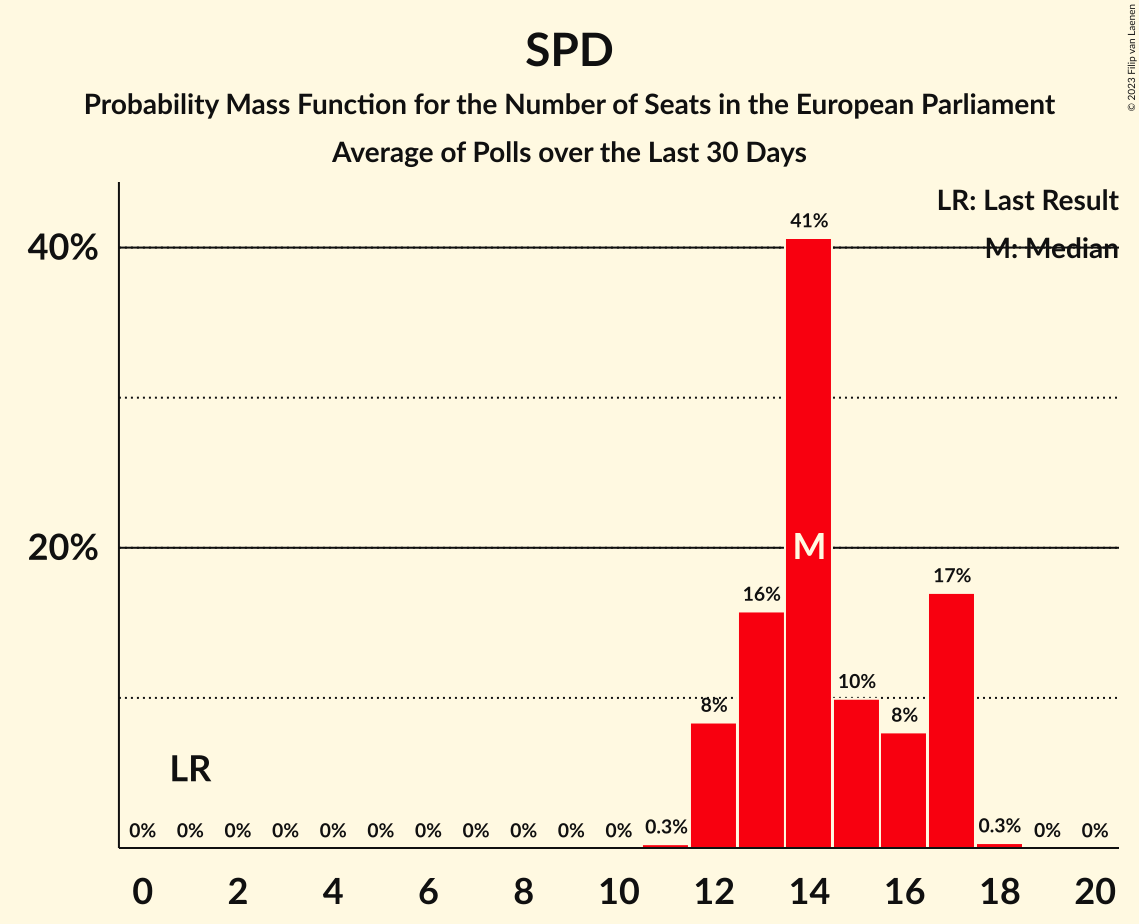 SPD
Probability Mass Function for the Number of Seats in the European Parliament
Average of Polls over the Last 30 Days
© 2023 Filip van Laenen
LR: Last Result
M: Median
41%
40%
20%
M
17%
16%
10%
8%
8%
LR
0% 0% 0% 0% 0% 0% 0% 0% 0% 0% 0% 0.3% 0.3% 0% 0%
0 2 4 6 8 10 12 14 16 18 20